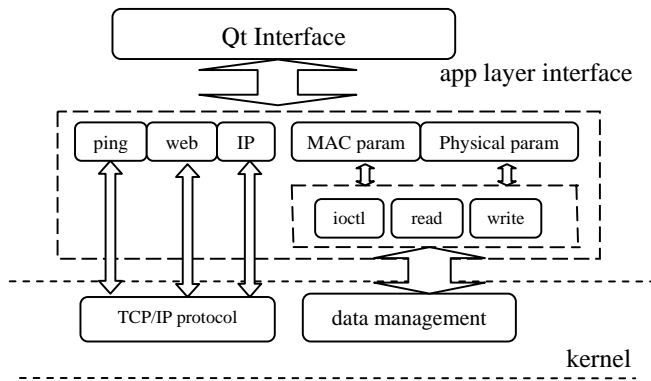 Qt Interface
app layer interface
ping web IP MAC param Physical param
ioctl read write
TCP/IP protocol data management
kernel